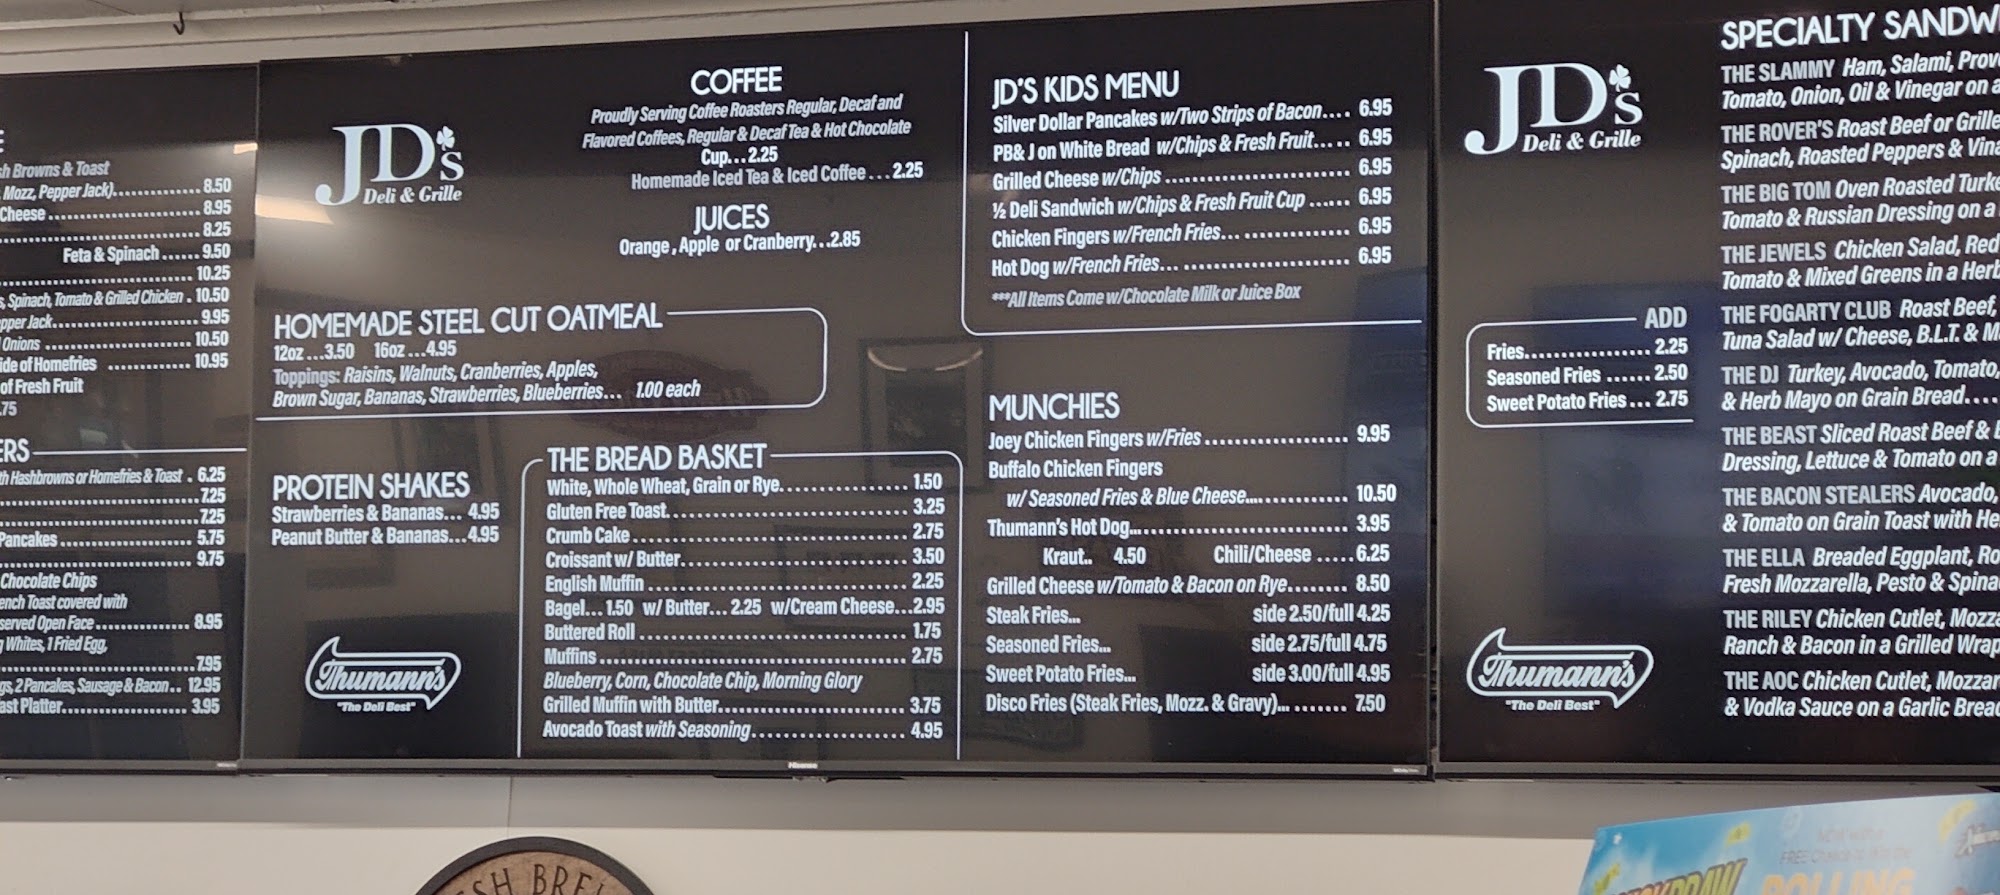 sh Browns & Toast
, Mozz, Pepper Jack)............... 8.50
Cheese ........................... 8.95
8.25
Feta & Spinach ...... 9.50
10.25
s, Spinach, Tomato & Grilled Chicken . 10.50
pper Jack........................ 9.95
Onions .......................... 10.50
ide of Homefries ............... 10.95
of Fresh Fruit
.75
ERS
th Hashbrowns or Homefries & Toast . 6.25
7.25
7.25
Pancakes ........................ 5.75
9.75
Chocolate Chips
ench Toast covered with
served Open Face ................ 8.95
g Whites, 1 Fried Egg,
7.95
gs, 2 Pancakes, Sausage & Bacon .. 12.95
ast Platter....................... 3.95
JD's
Deli & Grille
COFFEE
Proudly Serving Coffee Roasters Regular, Decaf and
Flavored Coffees, Regular & Decaf Tea & Hot Chocolate
Cup... 2.25
Homemade Iced Tea & Iced Coffee ... 2.25
JUICES
Orange , Apple or Cranberry...2.85
HOMEMADE STEEL CUT OATMEAL
12oz ...3.50 16oz ...4.95
Toppings: Raisins, Walnuts, Cranberries, Apples,
Brown Sugar, Bananas, Strawberries, Blueberries... 1.00 each
PROTEIN SHAKES
Strawberries & Bananas... 4.95
Peanut Butter & Bananas... 4.95
Thumann's
"The Deli Best"
THE BREAD BASKET
White, Whole Wheat, Grain or Rye.................... 1.50
Gluten Free Toast..................................... 3.25
Crumb Cake .......................................... 2.75
Croissant w/ Butter................................... 3.50
English Muffin ........................................ 2.25
Bagel... 1.50 w/ Butter... 2.25 w/Cream Cheese...2.95
Buttered Roll ......................................... 1.75
Muffins ............................................... 2.75
Blueberry, Corn, Chocolate Chip, Morning Glory
Grilled Muffin with Butter............................ 3.75
Avocado Toast with Seasoning....................... 4.95
JD'S KIDS MENU
Silver Dollar Pancakes w/Two Strips of Bacon.... 6.95
PB& J on White Bread w/Chips & Fresh Fruit..... 6.95
Grilled Cheese w/Chips ............................. 6.95
½ Deli Sandwich w/Chips & Fresh Fruit Cup ...... 6.95
Chicken Fingers w/French Fries... ................. 6.95
Hot Dog w/French Fries... .......................... 6.95
***All Items Come w/Chocolate Milk or Juice Box
MUNCHIES
Joey Chicken Fingers w/Fries ...................... 9.95
Buffalo Chicken Fingers
w/ Seasoned Fries & Blue Cheese.................. 10.50
Thumann's Hot Dog................................... 3.95
Kraut.. 4.50 Chili/Cheese ..... 6.25
Grilled Cheese w/Tomato & Bacon on Rye......... 8.50
Steak Fries... side 2.50/full 4.25
Seasoned Fries... side 2.75/full 4.75
Sweet Potato Fries... side 3.00/full 4.95
Disco Fries (Steak Fries, Mozz. & Gravy)... ....... 7.50
Hisense
JD's
Deli & Grille
ADD
Fries................... 2.25
Seasoned Fries ...... 2.50
Sweet Potato Fries ... 2.75
Thumann's
"The Deli Best"
SPECIALTY SANDW
THE SLAMMY Ham, Salami, Prov
Tomato, Onion, Oil & Vinegar on a
THE ROVER'S Roast Beef or Grille
Spinach, Roasted Peppers & Vina
THE BIG TOM Oven Roasted Turke
Tomato & Russian Dressing on a
THE JEWELS Chicken Salad, Red
Tomato & Mixed Greens in a Herb
THE FOGARTY CLUB Roast Beef,
Tuna Salad w/ Cheese, B.L.T. & M
THE DJ Turkey, Avocado, Tomato,
& Herb Mayo on Grain Bread....
THE BEAST Sliced Roast Beef &
Dressing, Lettuce & Tomato on a
THE BACON STEALERS Avocado,
& Tomato on Grain Toast with He
THE ELLA Breaded Eggplant, Ro
Fresh Mozzarella, Pesto & Spina
THE RILEY Chicken Cutlet, Mozza
Ranch & Bacon in a Grilled Wrap
THE AOC Chicken Cutlet, Mozzar
& Vodka Sauce on a Garlic Bread
ESH BRE